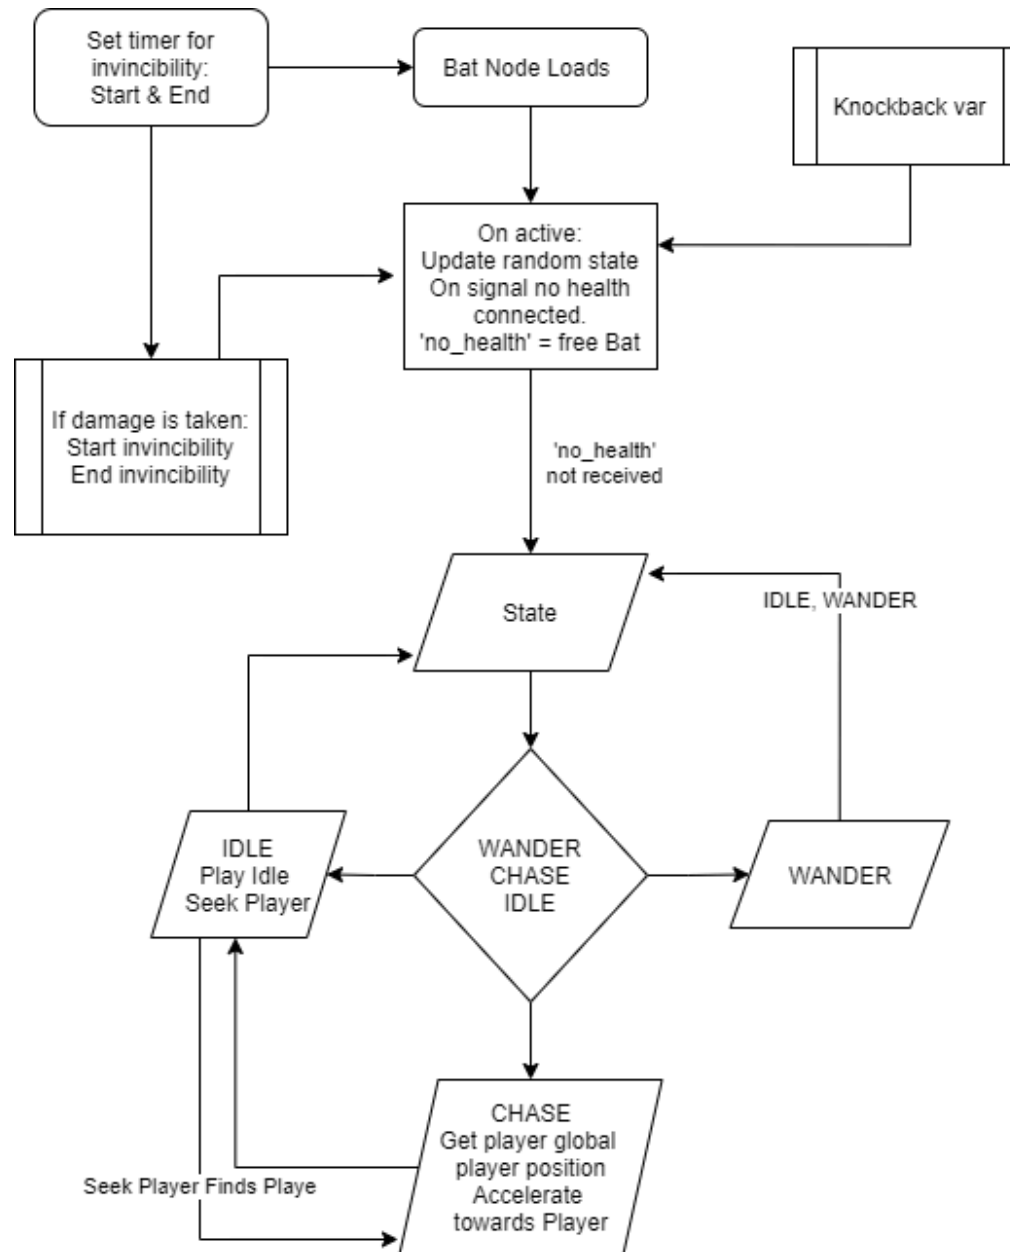 Set timer for
invincibility:
Start & End
Bat Node Loads
Knockback var
On active:
Update random state
On signal no health
connected.
'no_health' = free Bat
If damage is taken:
Start invincibility
End invincibility
'no_health'
not received
State
IDLE, WANDER
IDLE
Play Idle
Seek Player
WANDER
CHASE
IDLE
WANDER
CHASE
Get player global
player position
Accelerate
towards Player
Seek Player Finds Playe